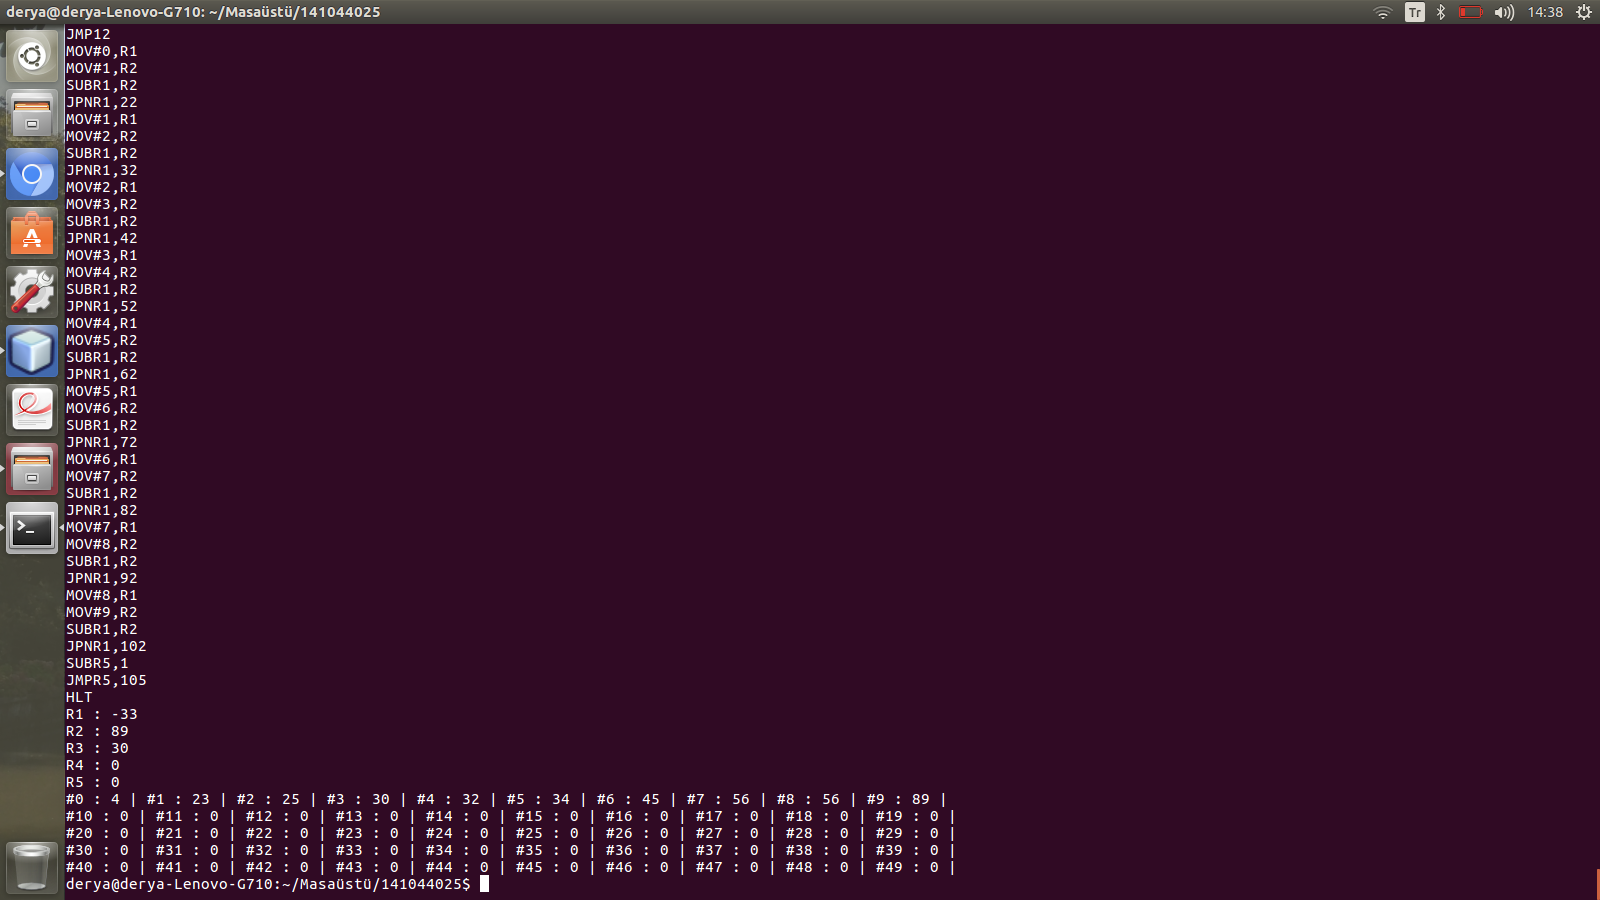 derya@derya-Lenovo-G710: ~/Masaüstü/141044025
Tr
14:38
JMP12
MOV#0,R1
MOV#1,R2
SUBR1,R2
JPNR1,22
MOV#1,R1
MOV#2,R2
SUBR1,R2
JPNR1,32
MOV#2,R1
MOV#3,R2
SUBR1,R2
JPNR1,42
MOV#3,R1
MOV#4,R2
SUBR1,R2
JPNR1,52
MOV#4,R1
MOV#5,R2
SUBR1,R2
JPNR1,62
MOV#5,R1
MOV#6,R2
SUBR1,R2
JPNR1,72
MOV#6,R1
MOV#7,R2
SUBR1,R2
JPNR1,82
MOV#7,R1
MOV#8,R2
SUBR1,R2
JPNR1,92
MOV#8,R1
MOV#9,R2
SUBR1,R2
JPNR1,102
SUBR5,1
JMPR5,105
HLT
R1 : -33
R2 : 89
R3 : 30
R4 : 0
R5 : 0
#0 : 4 | #1 : 23 | #2 : 25 | #3 : 30 | #4 : 32 | #5 : 34 | #6 : 45 | #7 : 56 | #8 : 56 | #9 : 89 |
#10 : 0 | #11 : 0 | #12 : 0 | #13 : 0 | #14 : 0 | #15 : 0 | #16 : 0 | #17 : 0 | #18 : 0 | #19 : 0 |
#20 : 0 | #21 : 0 | #22 : 0 | #23 : 0 | #24 : 0 | #25 : 0 | #26 : 0 | #27 : 0 | #28 : 0 | #29 : 0 |
#30 : 0 | #31 : 0 | #32 : 0 | #33 : 0 | #34 : 0 | #35 : 0 | #36 : 0 | #37 : 0 | #38 : 0 | #39 : 0 |
#40 : 0 | #41 : 0 | #42 : 0 | #43 : 0 | #44 : 0 | #45 : 0 | #46 : 0 | #47 : 0 | #48 : 0 | #49 : 0 |
derya@derya-Lenovo-G710:~/Masaüstü/141044025$